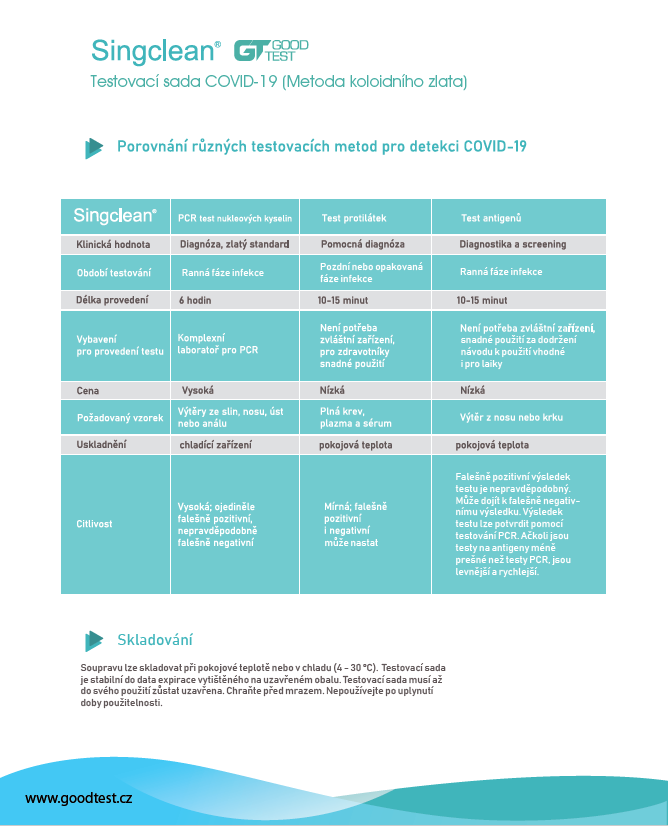 Singclean® GT GOOD TEST
Testovací sada COVID-19 (Metoda koloidního zlata)
Porovnání různých testovacích metod pro detekci COVID-19
Singclean®
PCR test nukleových kyselin
Test protilátek
Test antigenů
Klinická hodnota
Diagnóza, zlatý standard
Pomocná diagnóza
Diagnostika a screening
Období testování
Ranná fáze infekce
Pozdní nebo opakovaná
fáze infekce
Ranná fáze infekce
Délka provedení
6 hodin
10-15 minut
10-15 minut
Vybavení
pro provedení testu
Komplexní
laboratoř pro PCR
Není potřeba
zvláštní zařízení,
pro zdravotníky
snadné použití
Není potřeba zvláštní zařízení,
snadné použití za dodržení
návodu k použití vhodné
i pro laiky
Cena
Vysoká
Nízká
Nízká
Požadovaný vzorek
Výtěry ze slin, nosu, úst
nebo análu
Plná krev,
plazma a sérum
Výtěr z nosu nebo krku
Uskladnění
chladící zařízení
pokojová teplota
pokojová teplota
Citlivost
Vysoká; ojediněle
falešně pozitivní,
nepravděpodobně
falešně negativní
Mírná; falešně
pozitivní
i negativní
může nastat
Falešně pozitivní výsledek
testu je nepravděpodobný.
Může dojít k falešně negativ-
nímu výsledku. Výsledek
testu lze potvrdit pomocí
testování PCR. Ačkoli jsou
testy na antigeny méně
prešné než testy PCR, jsou
levnější a rychlejší.
Skladování
Soupravu lze skladovat při pokojové teplotě nebo v chladu (4 - 30 °C). Testovací sada
je stabilní do data expirace vytištěného na uzavřeném obalu. Testovací sada musí až
do svého použití zůstat uzavřena. Chraňte před mrazem. Nepoužívejte po uplynutí
doby použitelnosti.
www.goodtest.cz